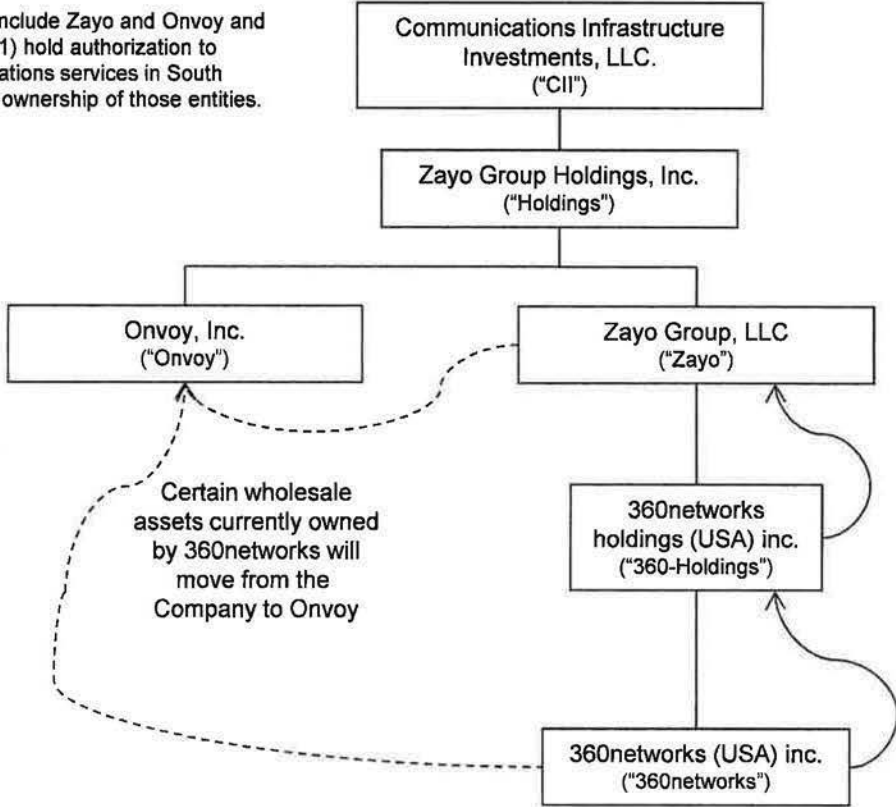 nclude Zayo and Onvoy and
1) hold authorization to
ations services in South
ownership of those entities.
Communications Infrastructure
Investments, LLC.
("CII")
Zayo Group Holdings, Inc.
("Holdings")
Onvoy, Inc.
("Onvoy")
Zayo Group, LLC
("Zayo")
Certain wholesale
assets currently owned
by 360networks will
move from the
Company to Onvoy
360networks
holdings (USA) inc.
("360-Holdings")
360networks (USA) inc.
("360networks")